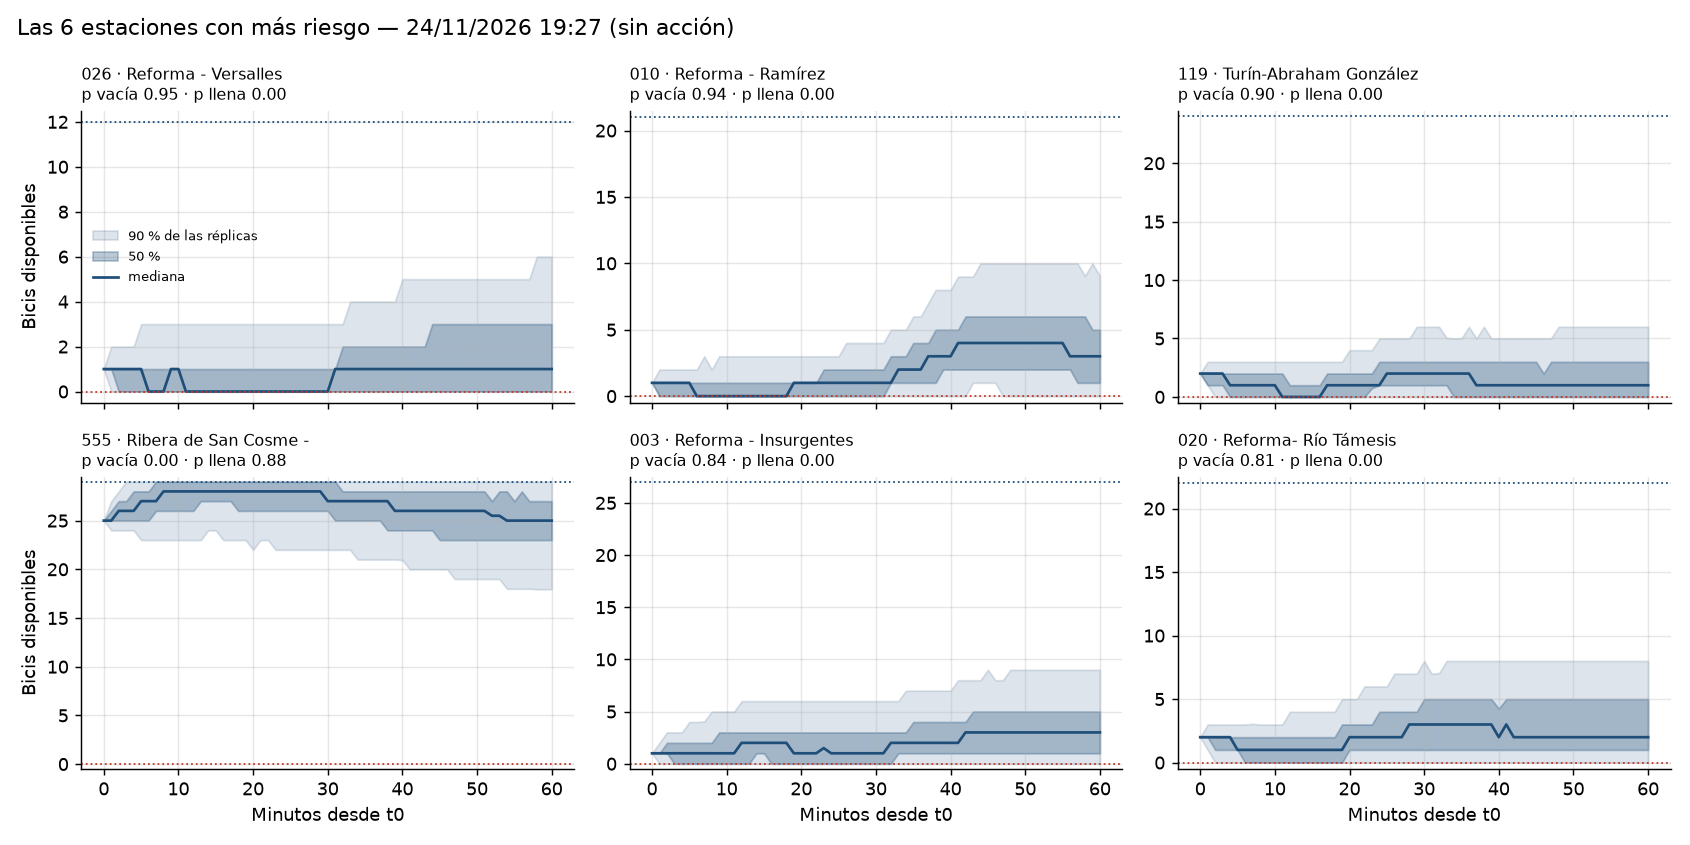 Las 6 estaciones con más riesgo — 24/11/2026 19:27 (sin acción)
026 · Reforma - Versalles
p vacía 0.95 · p llena 0.00
010 · Reforma - Ramírez
p vacía 0.94 · p llena 0.00
119 · Turín-Abraham González
p vacía 0.90 · p llena 0.00
Bicis disponibles
12
10
8
6
4
2
0
90 % de las réplicas
50 %
mediana
20
15
10
5
0
20
15
10
5
0
555 · Ribera de San Cosme -
p vacía 0.00 · p llena 0.88
003 · Reforma - Insurgentes
p vacía 0.84 · p llena 0.00
020 · Reforma- Río Támesis
p vacía 0.81 · p llena 0.00
Bicis disponibles
25
20
15
10
5
0
0 10 20 30 40 50 60
Minutos desde t0
25
20
15
10
5
0
0 10 20 30 40 50 60
Minutos desde t0
20
15
10
5
0
0 10 20 30 40 50 60
Minutos desde t0